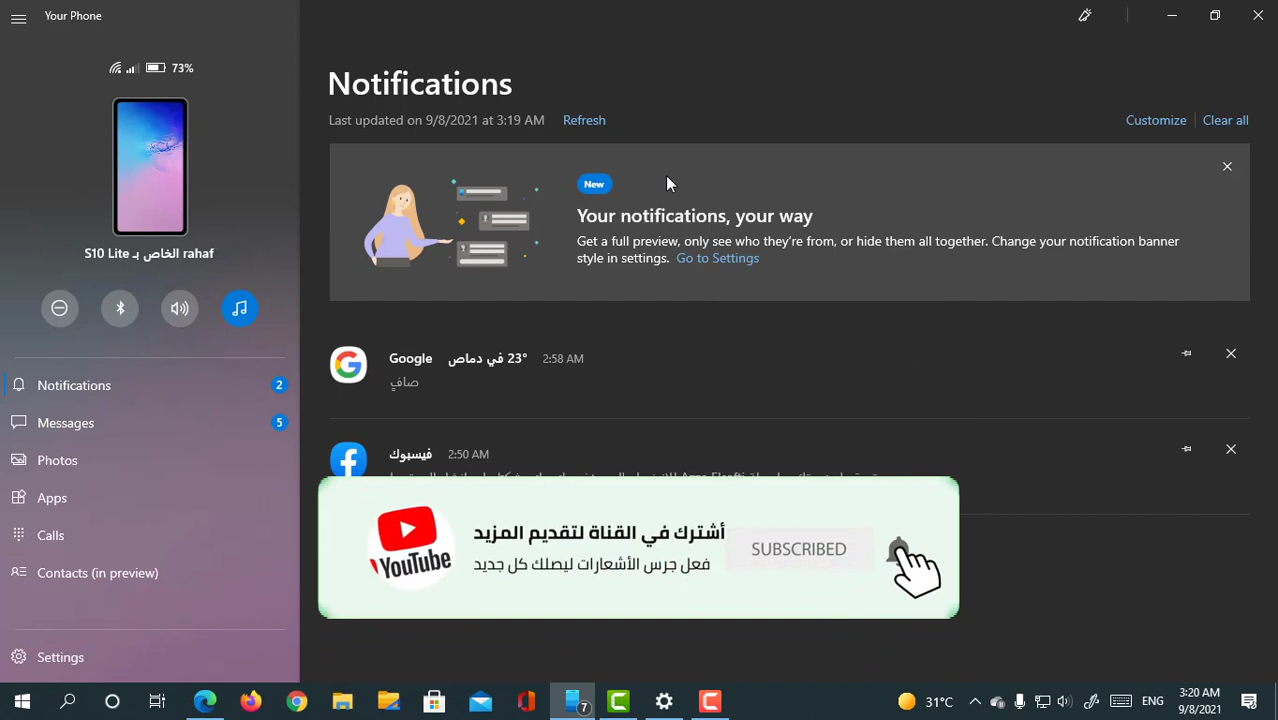 Your Phone
73%
S10 Lite الخاص بـ rahaf
Notifications
2
Messages
5
Photos
Apps
Calls
Contacts (in preview)
Settings
Notifications
Last updated on 9/8/2021 at 3:19 AM
Refresh
Customize
Clear all
New
Your notifications, your way
Get a full preview, only see who they're from, or hide them all together. Change your notification banner
style in settings. Go to Settings
Google
23° في دماص
2:58 AM
صافٍ
فيسبوك
2:50 AM
YouTube
أشترك في القناة لتقديم المزيد
فعل جرس الأشعارات ليصلك كل جديد
SUBSCRIBED
7
31°C
ENG
3:20 AM
9/8/2021